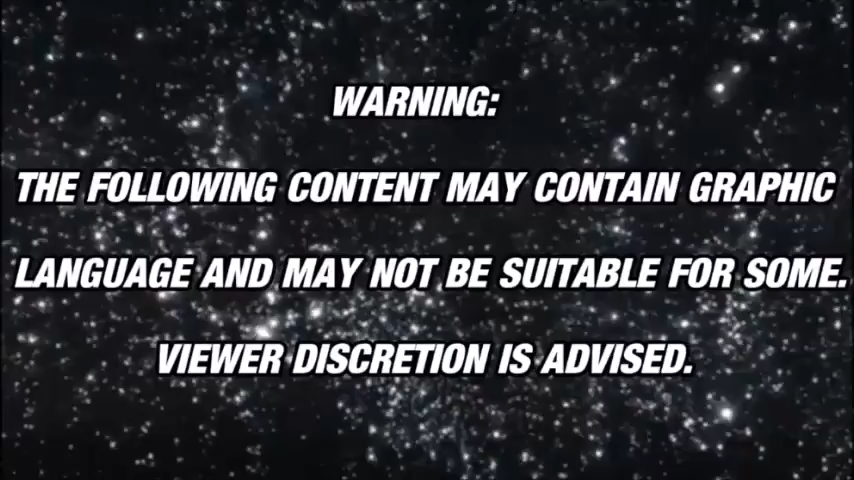 WARNING:
THE FOLLOWING CONTENT MAY CONTAIN GRAPHIC
LANGUAGE AND MAY NOT BE SUITABLE FOR SOME.
VIEWER DISCRETION IS ADVISED.